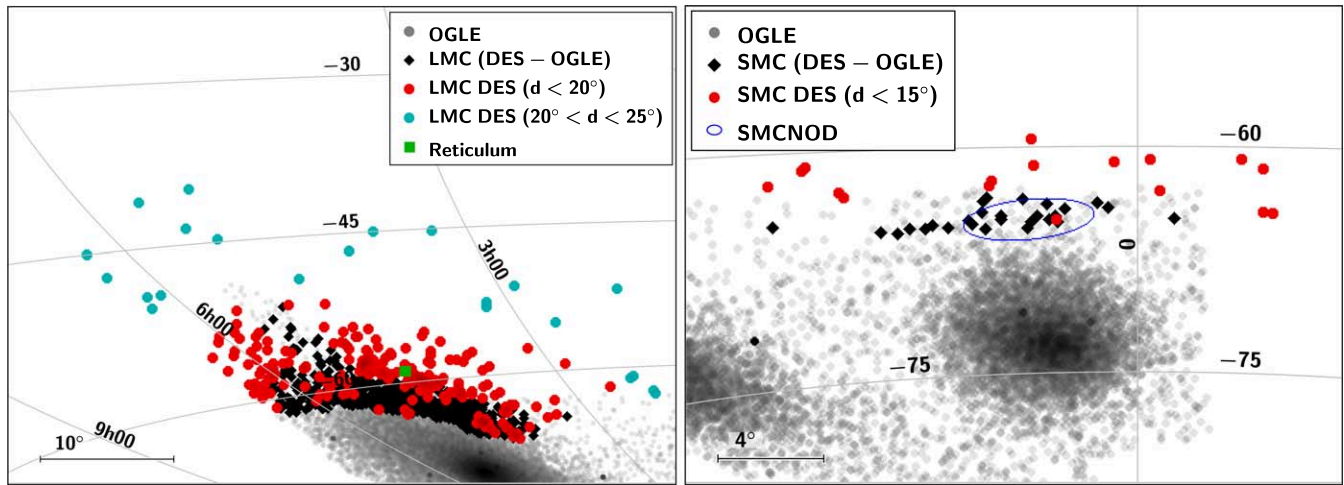 OGLE
LMC (DES − OGLE)
LMC DES (d < 20°)
LMC DES (20° < d < 25°)
Reticulum
−30
−45
3h00
6h00
−60
9h00
10°
OGLE
SMC (DES − OGLE)
SMC DES (d < 15°)
SMCNOD
−60
0
−75
−75
4°